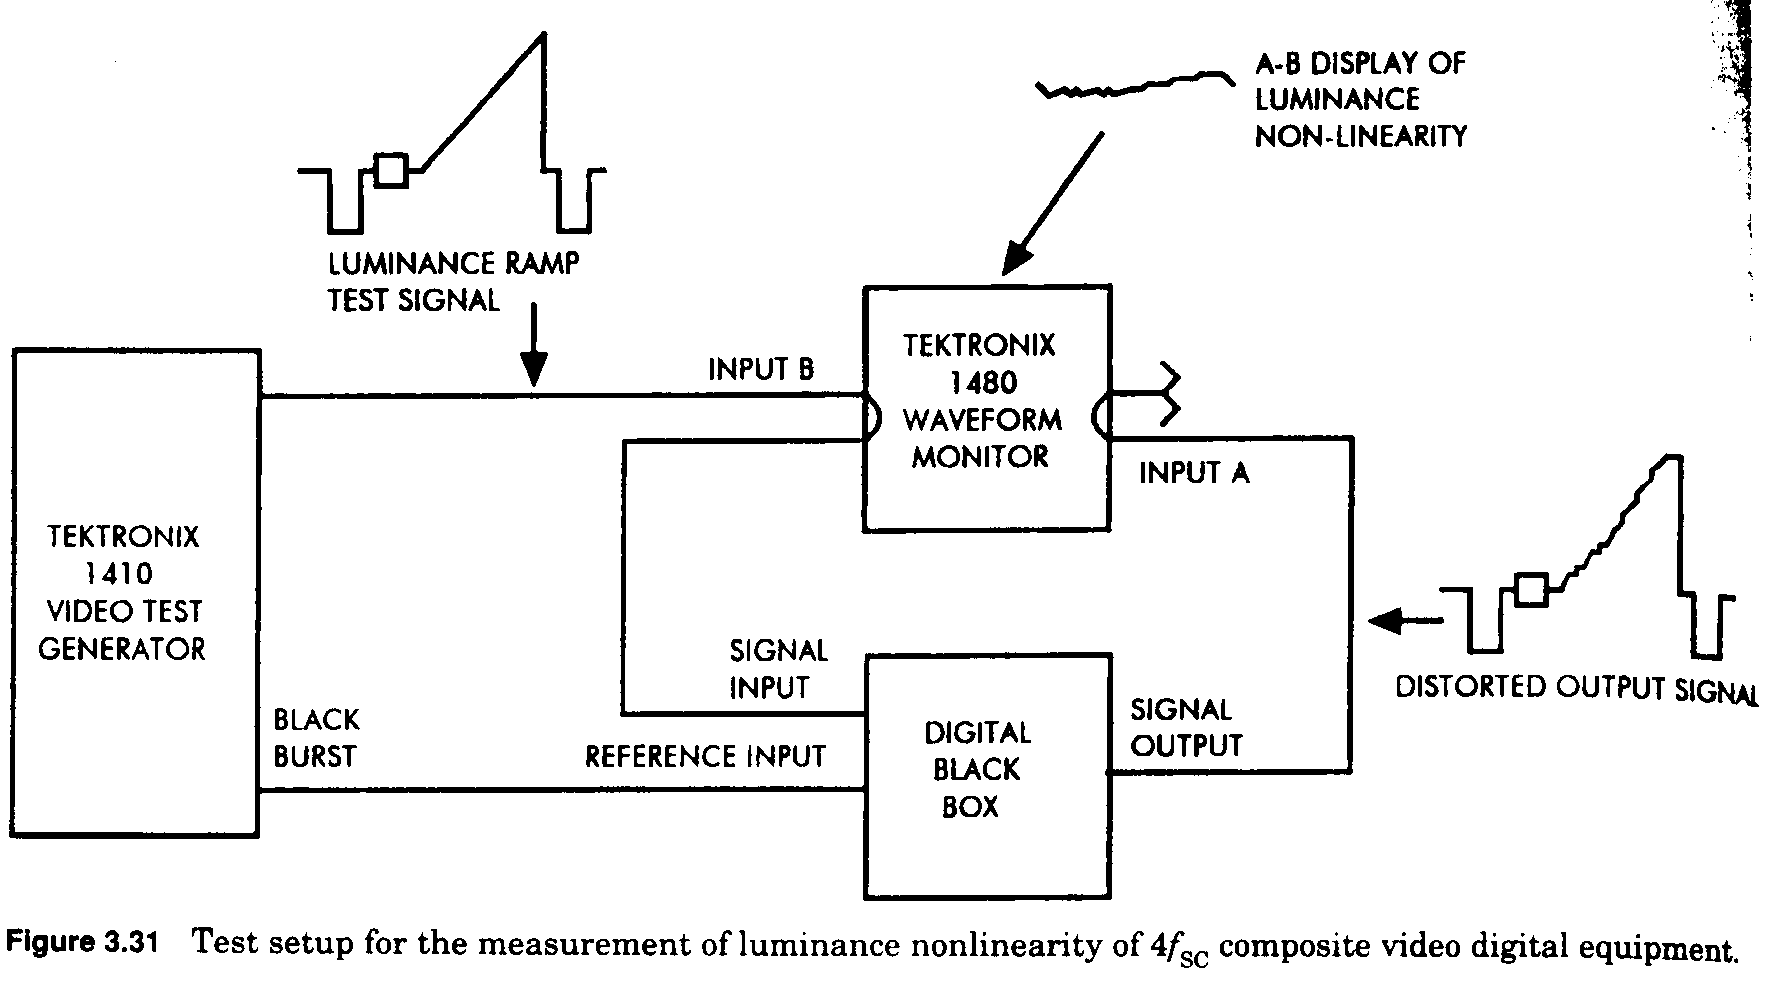 A-B DISPLAY OF
LUMINANCE
NON-LINEARITY
LUMINANCE RAMP
TEST SIGNAL
INPUT B
TEKTRONIX
1480
WAVEFORM
MONITOR
INPUT A
TEKTRONIX
1410
VIDEO TEST
GENERATOR
DISTORTED OUTPUT SIGNAL
SIGNAL
INPUT
BLACK
BURST
REFERENCE INPUT
DIGITAL
BLACK
BOX
SIGNAL
OUTPUT
Figure 3.31 Test setup for the measurement of luminance nonlinearity of 4fSC composite video digital equipment.